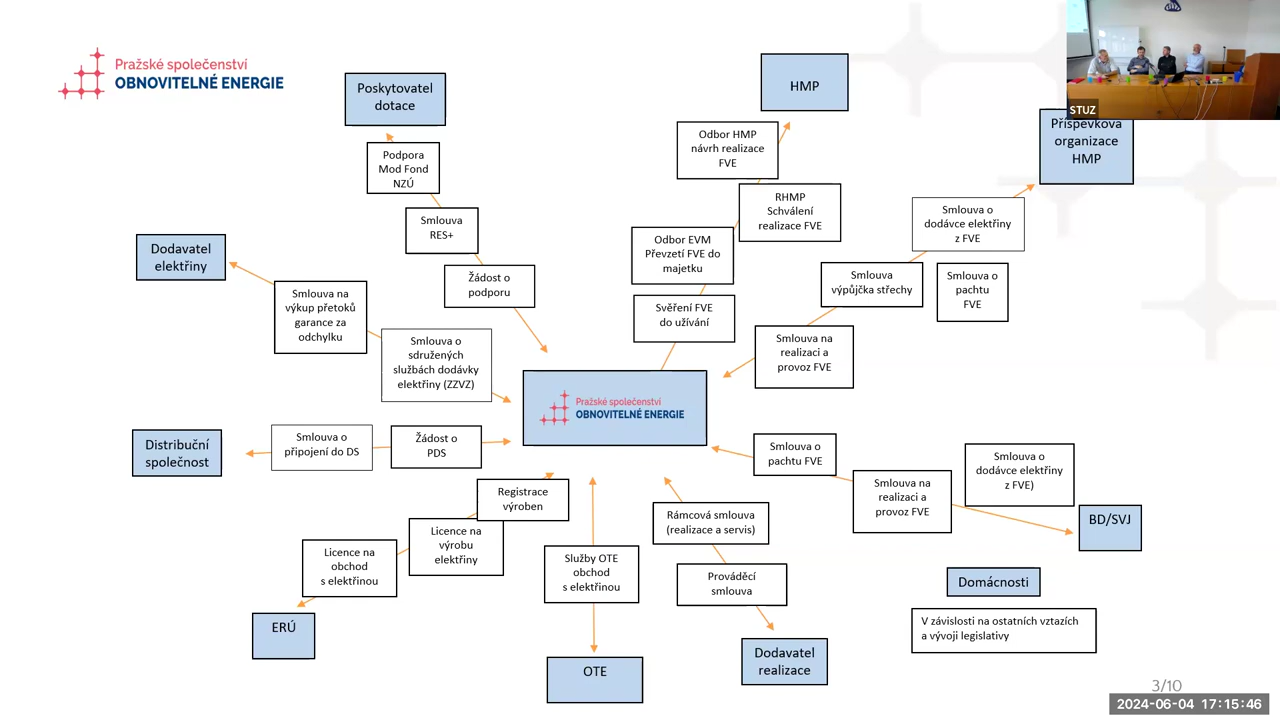 Pražské společenství
OBNOVITELNÉ ENERGIE
Poskytovatel
dotace
Podpora
Mod Fond
NZÚ
Smlouva
RES+
Žádost o
podporu
HMP
Odbor HMP
návrh realizace
FVE
RHMP
Schválení
realizace FVE
Odbor EVM
Převzetí FVE do
majetku
Svěření FVE
do užívání
STUZ
Příspěvková
organizace
HMP
Smlouva o
dodávce elektřiny
z FVE
Smlouva
výpůjčka střechy
Smlouva o
pachtu
FVE
Smlouva na
realizaci a
provoz FVE
Dodavatel
elektřiny
Smlouva na
výkup přetoků
garance za
odchylku
Smlouva o
sdružených
službách dodávky
elektřiny (ZZVZ)
Pražské společenství
OBNOVITELNÉ ENERGIE
Distribuční
společnost
Smlouva o
připojení do DS
Žádost o
PDS
Smlouva o
pachtu FVE
Smlouva na
realizaci a
provoz FVE
Smlouva o
dodávce elektřiny
z FVE)
BD/SVJ
Registrace
výroben
Licence na
výrobu
elektřiny
Licence na
obchod
s elektřinou
ERÚ
Služby OTE
obchod
s elektřinou
OTE
Rámcová smlouva
(realizace a servis)
Prováděcí
smlouva
Dodavatel
realizace
Domácnosti
V závislosti na ostatních vztazích
a vývoji legislativy
3/10
2024-06-04 17:15:46